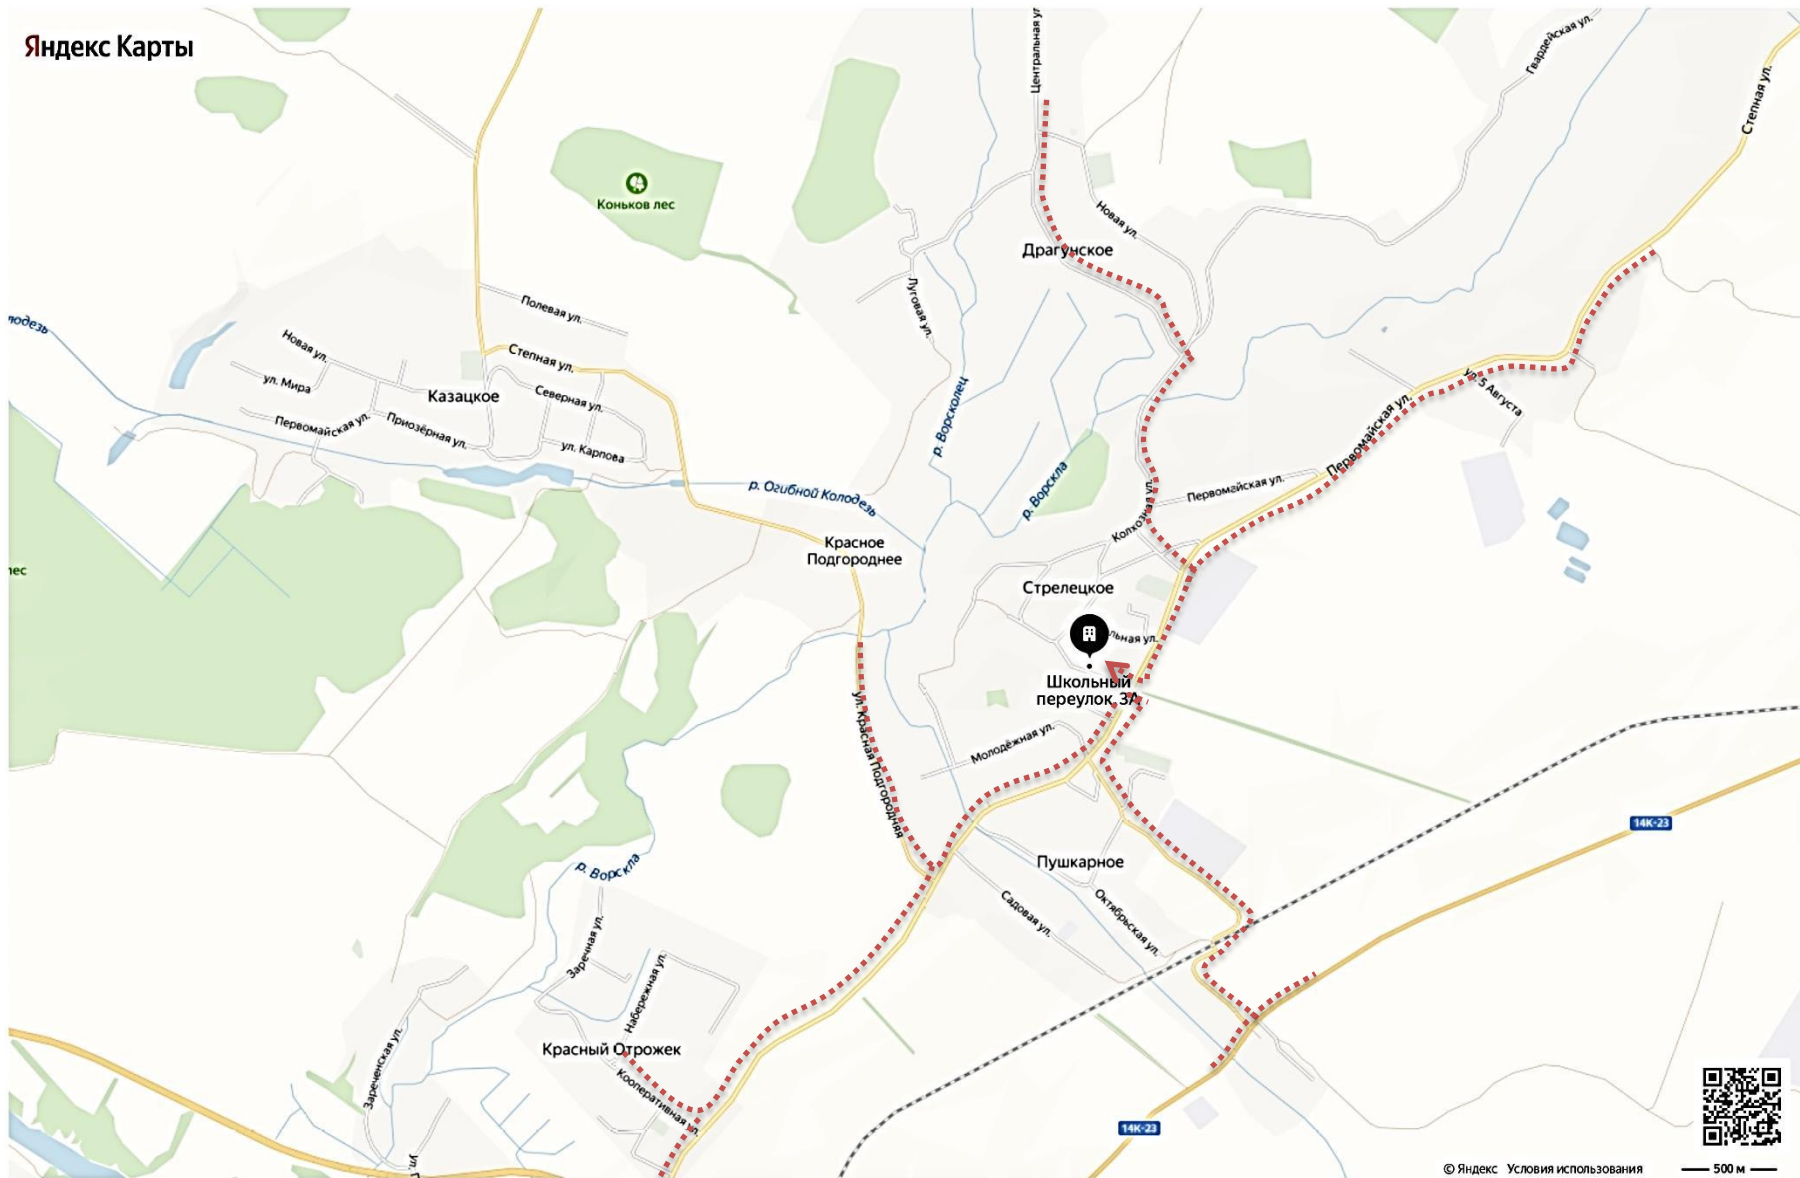 Яндекс Карты
Центральная ул.
Гвардейская ул.
Степная ул.
Коньков лес
Новая ул.
Драгунское
Луговая ул.
Полевая ул.
Новая ул.
Степная ул.
ул. Мира
Казацкое
Северная ул.
Первомайская ул.
Приозёрная ул.
ул. Карпова
р. Ворсколец
ул. 5 Августа
Первомайская ул.
р. Огибной Колодезь
р. Ворскла
Первомайская ул.
Колхозная ул.
Красное
Подгороднее
Стрелецкое
льная ул.
Школьный
переулок, 3А
ул. Красная Подгородняя
Молодёжная ул.
14К-23
р. Ворскла
Пушкарное
Садовая ул.
Октябрьская ул.
Заречная ул.
Набережная ул.
Красный Отрожек
Зареченская ул.
Кооперативная ул.
14К-23
© Яндекс Условия использования
500 м